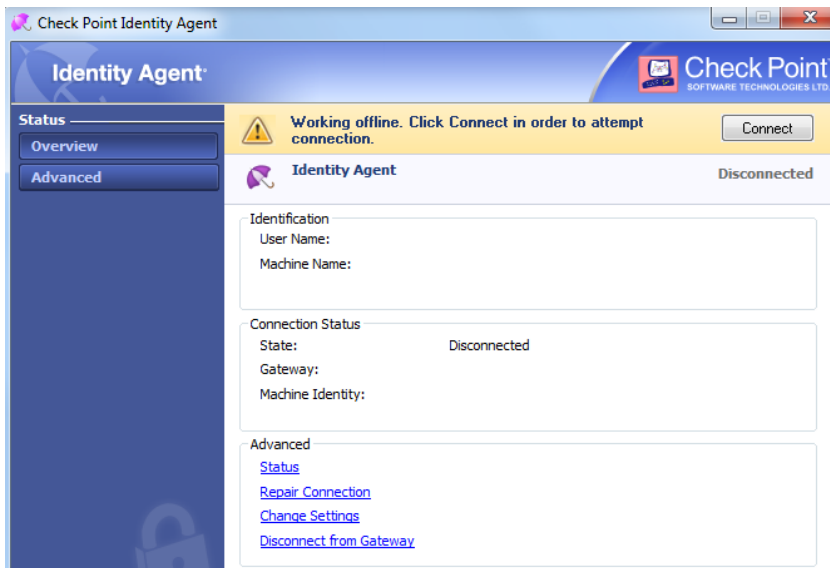 Check Point Identity Agent
Identity Agent
Check Point
SOFTWARE TECHNOLOGIES LTD.
Status
Overview
Advanced
Working offline. Click Connect in order to attempt
connection.
Connect
Identity Agent
Disconnected
Identification
User Name:
Machine Name:
Connection Status
State: Disconnected
Gateway:
Machine Identity:
Advanced
Status
Repair Connection
Change Settings
Disconnect from Gateway